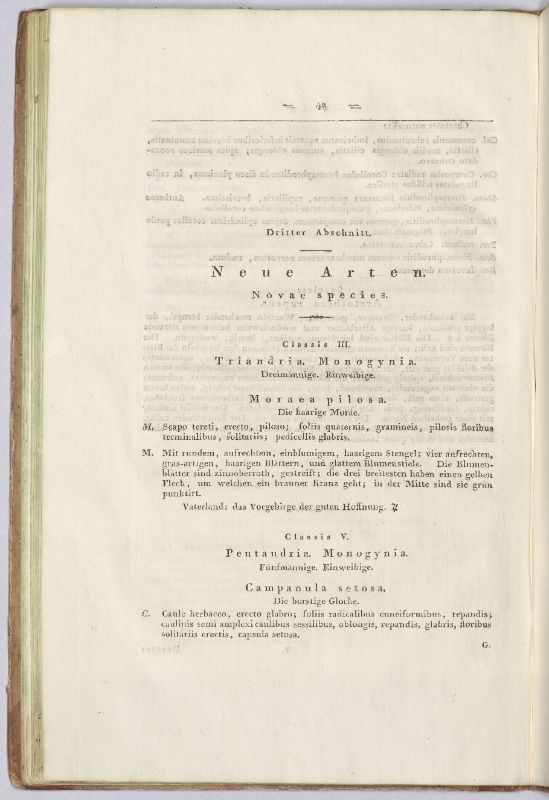 = 42 =
Dritter Abschnitt.
Neue Arten.
Novae species.
Classis III.
Triandria. Monogynia.
Dreimännige. Einweibige.
Moraea pilosa.
Die haarige Moräe.
M. Scapo tereti, erecto, piloso; foliis quaternis, gramineis, pilosis floribus
terminalibus, solitariis; pedicellis glabris.
M. Mit rundem, aufrechtem, einblumigem, haarigem Stengel; vier aufrechten,
gras-artigen, haarigen Blättern, und glattem Blumenstiele. Die Blumen-
blätter sind zinnoberroth, gestreift; die drei breitesten haben einen gelben
Fleck, um welchen ein brauner Kranz geht; in der Mitte sind sie grün
punktirt.
Vaterland: das Vorgebirge der guten Hoffnung. ♃
Classis V.
Pentandria. Monogynia.
Fünfmännige. Einweibige.
Campanula setosa.
Die borstige Glocke.
C. Caule herbaceo, erecto glabro; foliis radicalibus cuneiformibus, repandis;
caulinis semi amplexicaulibus sessilibus, oblongis, repandis, glabris, floribus
solitariis erectis, capsula setosa.
G.